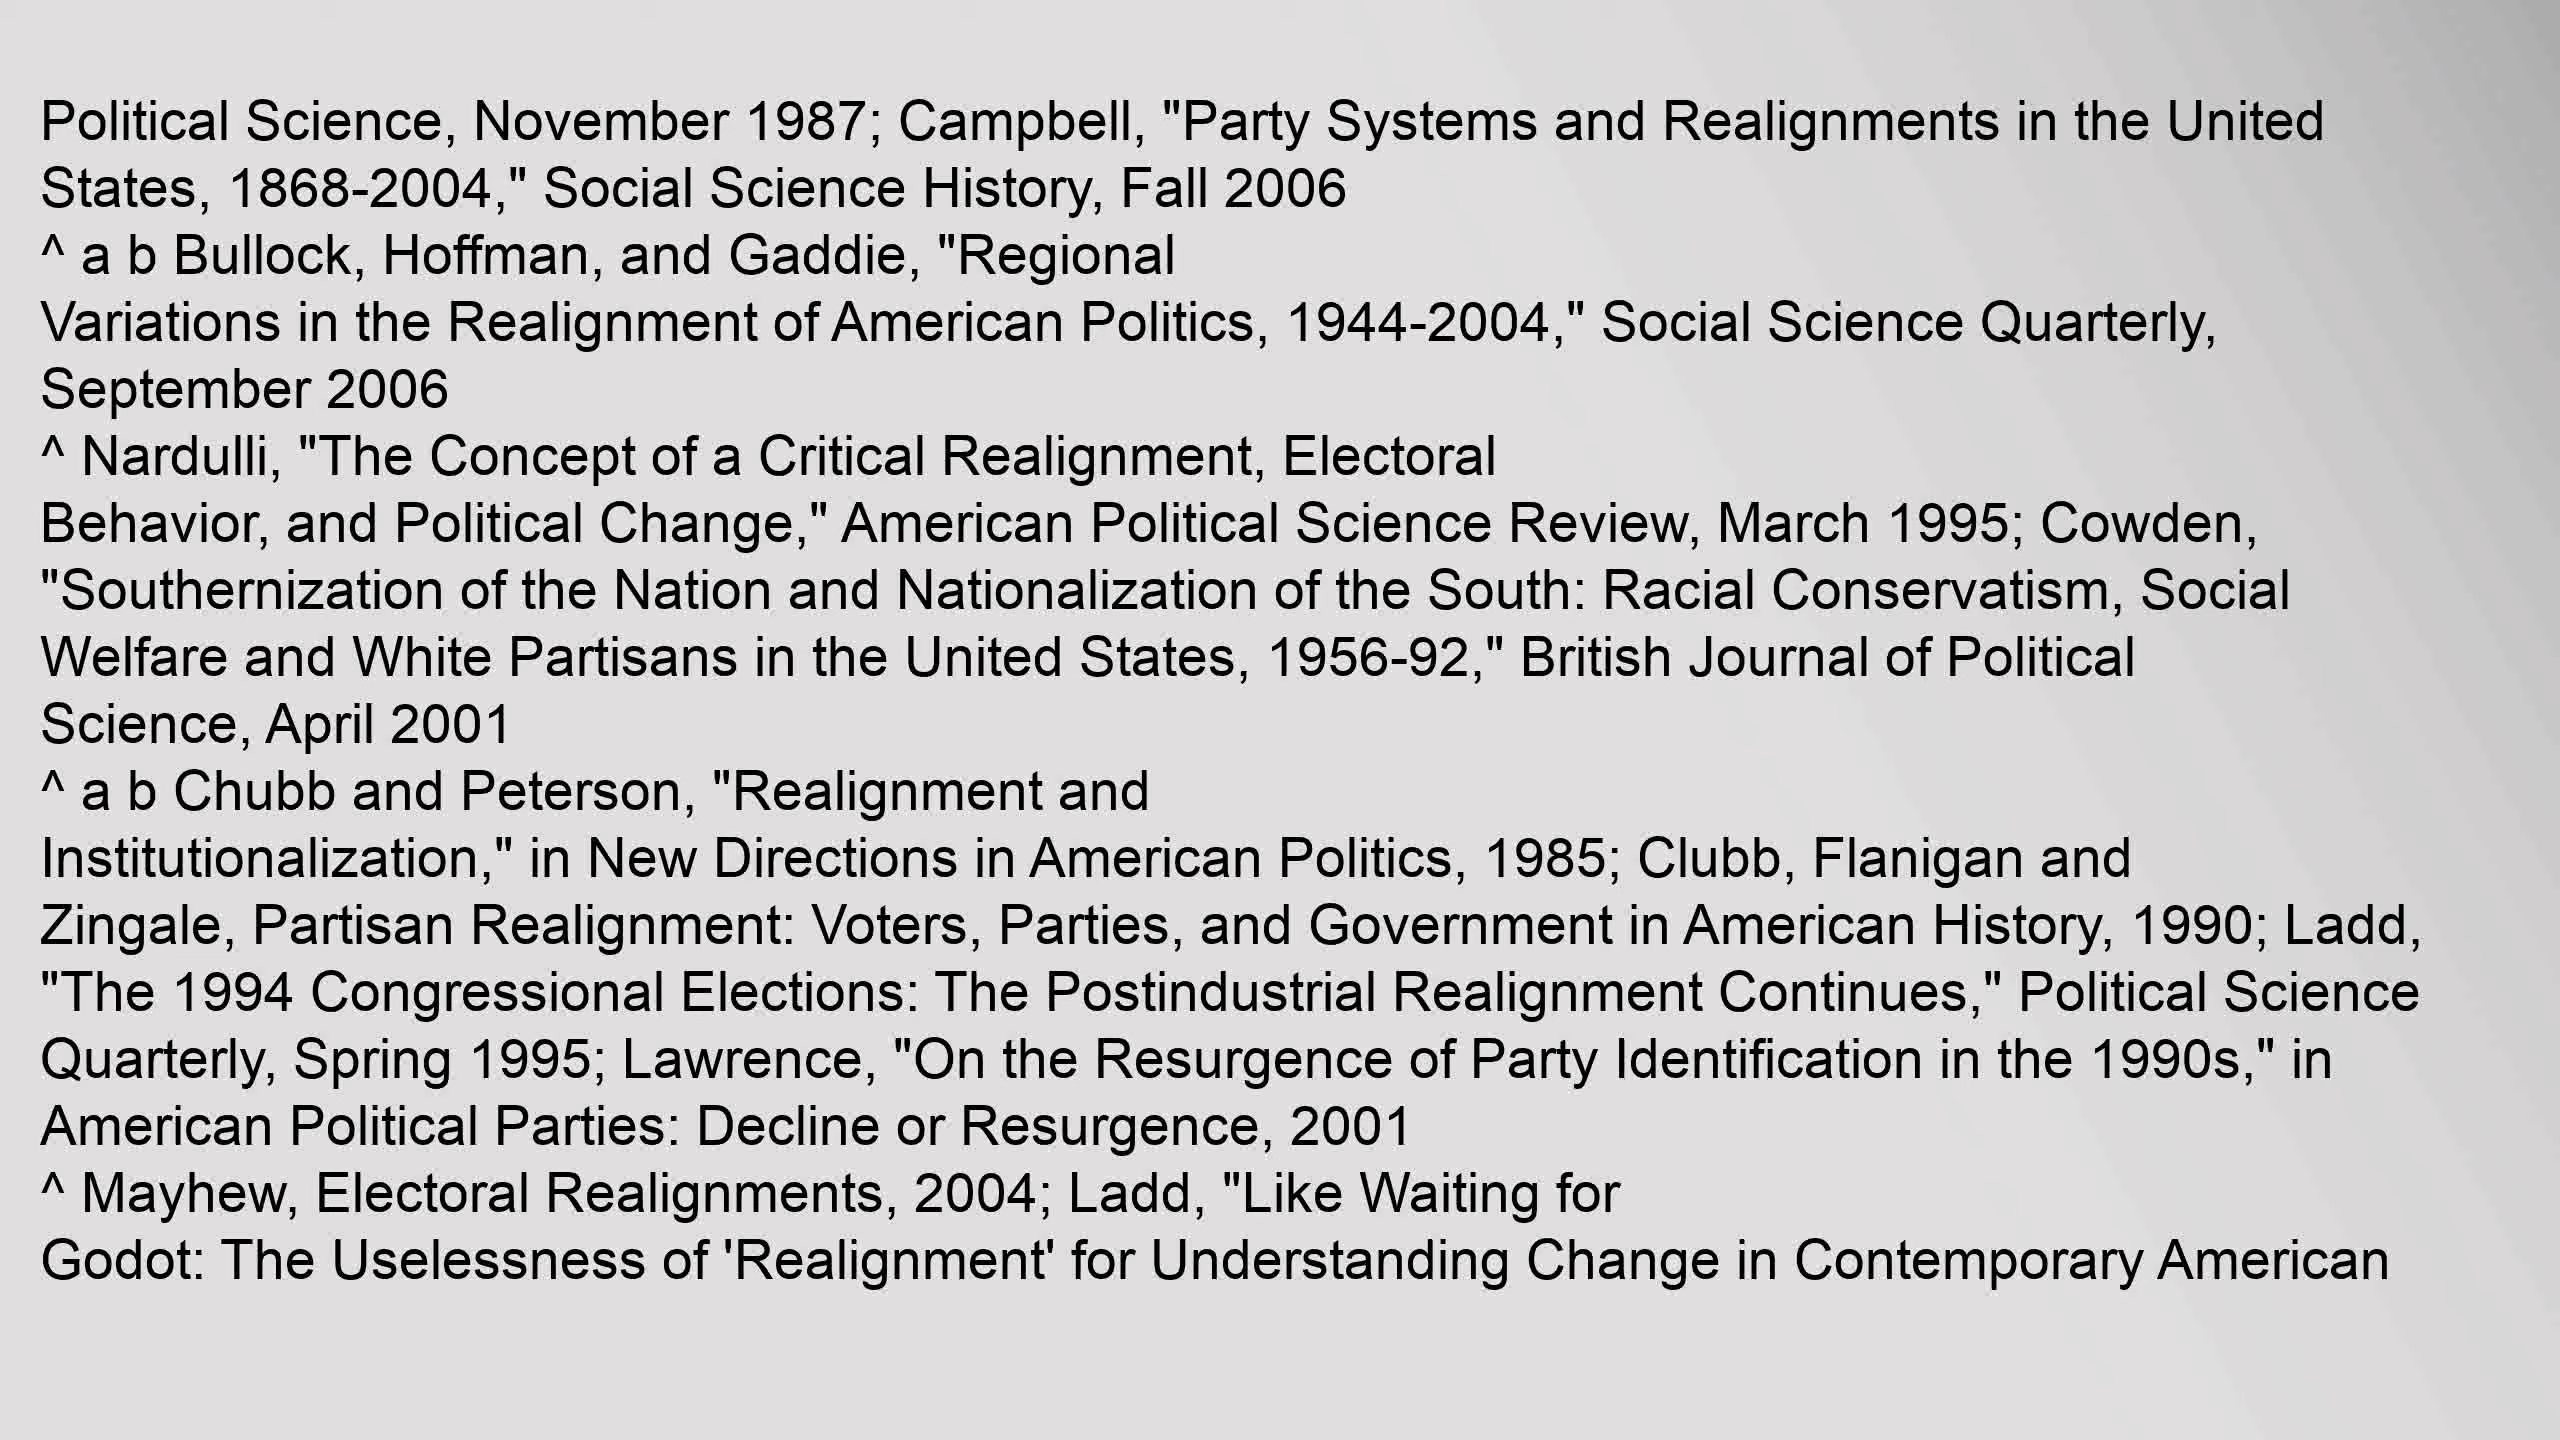 Political Science, November 1987; Campbell, "Party Systems and Realignments in the United
States, 1868-2004," Social Science History, Fall 2006
^ a b Bullock, Hoffman, and Gaddie, "Regional
Variations in the Realignment of American Politics, 1944-2004," Social Science Quarterly,
September 2006
^ Nardulli, "The Concept of a Critical Realignment, Electoral
Behavior, and Political Change," American Political Science Review, March 1995; Cowden,
"Southernization of the Nation and Nationalization of the South: Racial Conservatism, Social
Welfare and White Partisans in the United States, 1956-92," British Journal of Political
Science, April 2001
^ a b Chubb and Peterson, "Realignment and
Institutionalization," in New Directions in American Politics, 1985; Clubb, Flanigan and
Zingale, Partisan Realignment: Voters, Parties, and Government in American History, 1990; Ladd,
"The 1994 Congressional Elections: The Postindustrial Realignment Continues," Political Science
Quarterly, Spring 1995; Lawrence, "On the Resurgence of Party Identification in the 1990s," in
American Political Parties: Decline or Resurgence, 2001
^ Mayhew, Electoral Realignments, 2004; Ladd, "Like Waiting for
Godot: The Uselessness of 'Realignment' for Understanding Change in Contemporary American